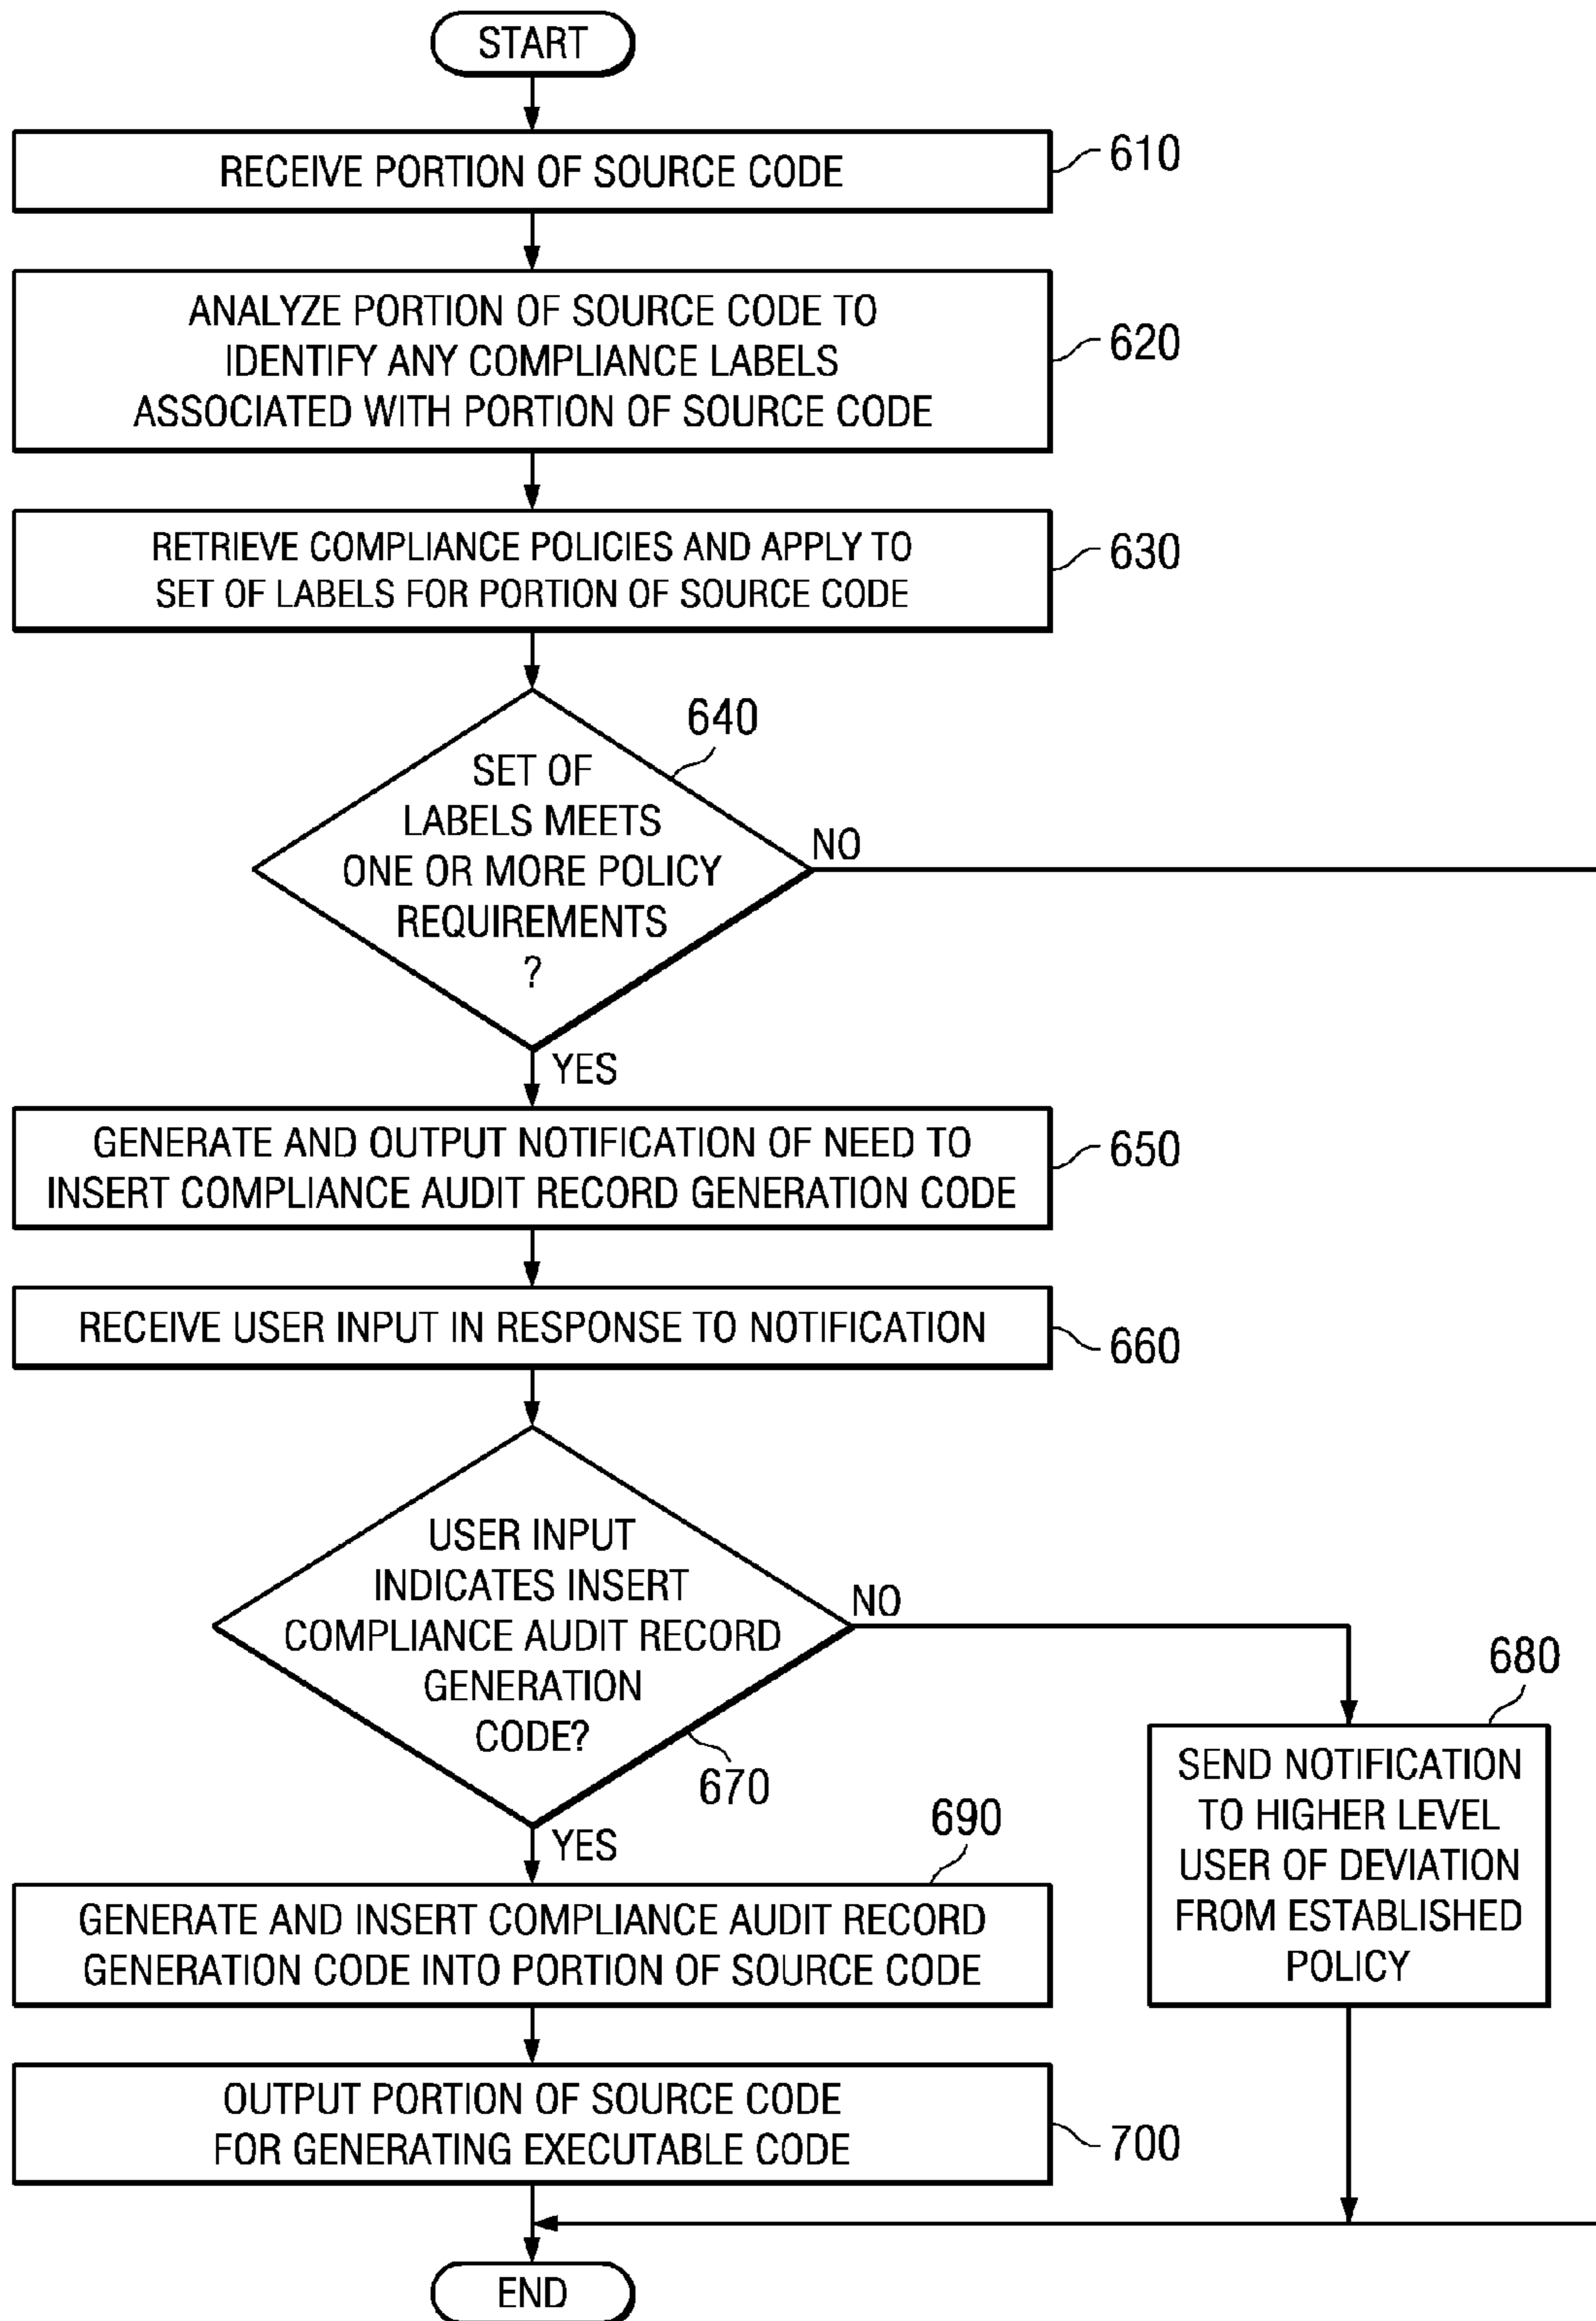 START
RECEIVE PORTION OF SOURCE CODE
610
ANALYZE PORTION OF SOURCE CODE TO
IDENTIFY ANY COMPLIANCE LABELS
ASSOCIATED WITH PORTION OF SOURCE CODE
620
RETRIEVE COMPLIANCE POLICIES AND APPLY TO
SET OF LABELS FOR PORTION OF SOURCE CODE
630
640
SET OF
LABELS MEETS
ONE OR MORE POLICY
REQUIREMENTS
?
NO
YES
GENERATE AND OUTPUT NOTIFICATION OF NEED TO
INSERT COMPLIANCE AUDIT RECORD GENERATION CODE
650
RECEIVE USER INPUT IN RESPONSE TO NOTIFICATION
660
USER INPUT
INDICATES INSERT
COMPLIANCE AUDIT RECORD
GENERATION
CODE?
670
NO
YES
680
SEND NOTIFICATION
TO HIGHER LEVEL
USER OF DEVIATION
FROM ESTABLISHED
POLICY
690
GENERATE AND INSERT COMPLIANCE AUDIT RECORD
GENERATION CODE INTO PORTION OF SOURCE CODE
OUTPUT PORTION OF SOURCE CODE
FOR GENERATING EXECUTABLE CODE
700
END